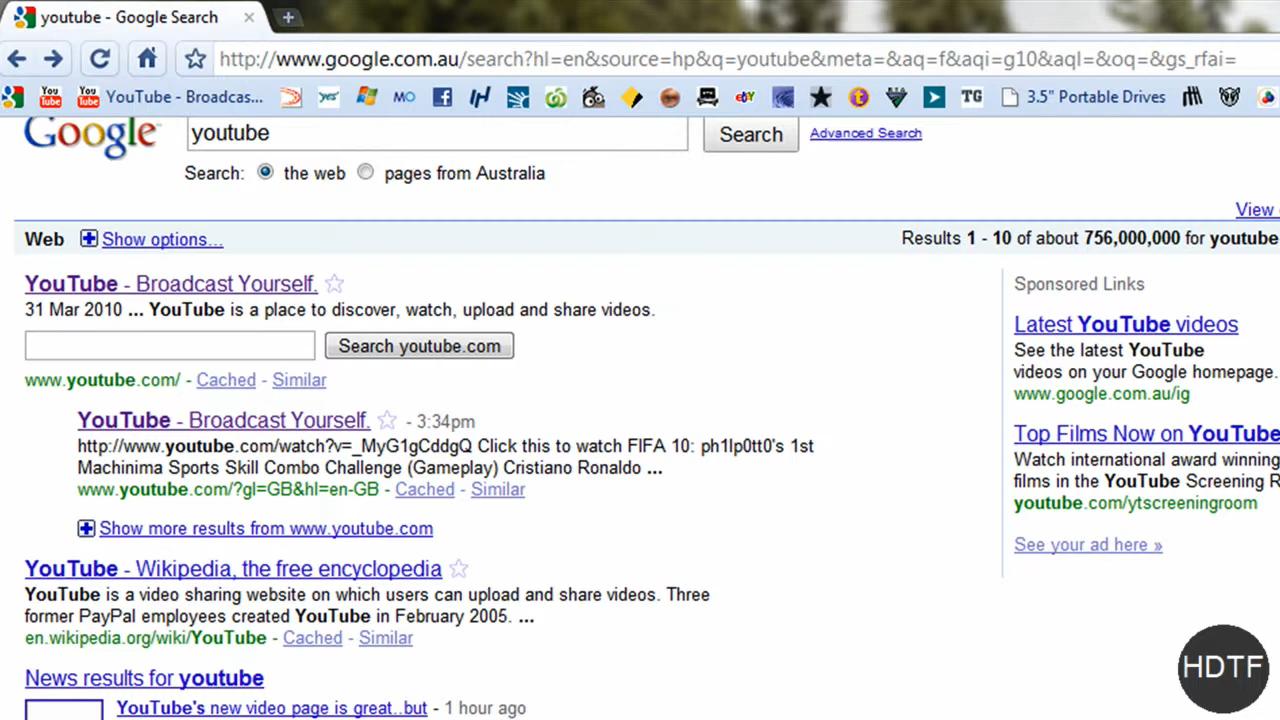 youtube - Google Search
http://www.google.com.au/search?hl=en&source=hp&q=youtube&meta=&aq=f&aqi=g10&aql=&oq=&gs_rfai=
You Tube You Tube YouTube - Broadcas... yes MO ebY TG 3.5" Portable Drives
Google youtube Search Advanced Search
Search: the web pages from Australia
View
Web Show options... Results 1 - 10 of about 756,000,000 for youtube
YouTube - Broadcast Yourself.
31 Mar 2010 ... YouTube is a place to discover, watch, upload and share videos.
Search youtube.com
www.youtube.com/ - Cached - Similar
YouTube - Broadcast Yourself. - 3:34pm
http://www.youtube.com/watch?v=_MyG1gCddgQ Click this to watch FIFA 10: ph1lp0tt0's 1st
Machinima Sports Skill Combo Challenge (Gameplay) Cristiano Ronaldo ...
www.youtube.com/?gl=GB&hl=en-GB - Cached - Similar
Show more results from www.youtube.com
YouTube - Wikipedia, the free encyclopedia
YouTube is a video sharing website on which users can upload and share videos. Three
former PayPal employees created YouTube in February 2005. ...
en.wikipedia.org/wiki/YouTube - Cached - Similar
News results for youtube
YouTube's new video page is great..but - 1 hour ago
Sponsored Links
Latest YouTube videos
See the latest YouTube
videos on your Google homepage.
www.google.com.au/ig
Top Films Now on YouTube
Watch international award winning
films in the YouTube Screening R
youtube.com/ytscreeningroom
See your ad here »
HDTF